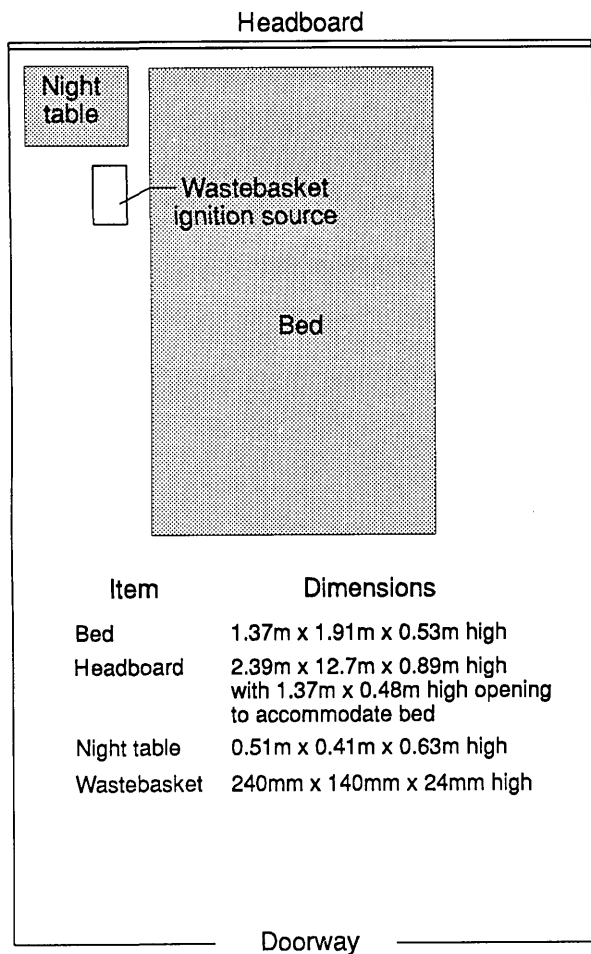 Headboard
Night
table
Wastebasket
ignition source
Bed
Item Dimensions
Bed 1.37m x 1.91m x 0.53m high
Headboard 2.39m x 12.7m x 0.89m high
with 1.37m x 0.48m high opening
to accommodate bed
Night table 0.51m x 0.41m x 0.63m high
Wastebasket 240mm x 140mm x 24mm high
Doorway